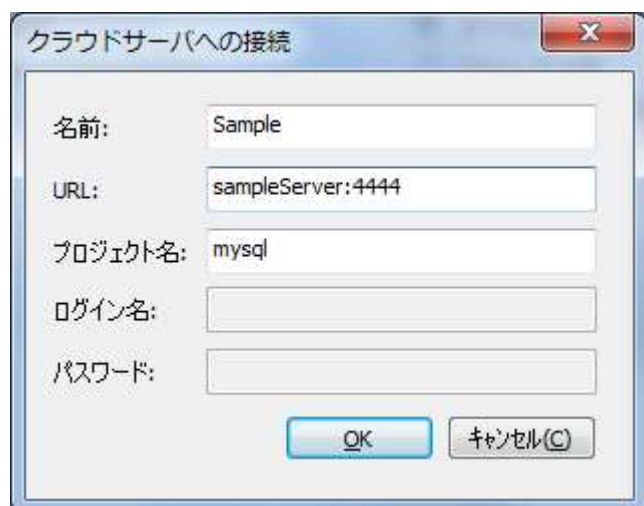 クラウドサーバへの接続
名前: Sample
URL: sampleServer:4444
プロジェクト名: mysql
ログイン名:
パスワード:
OK キャンセル(C)